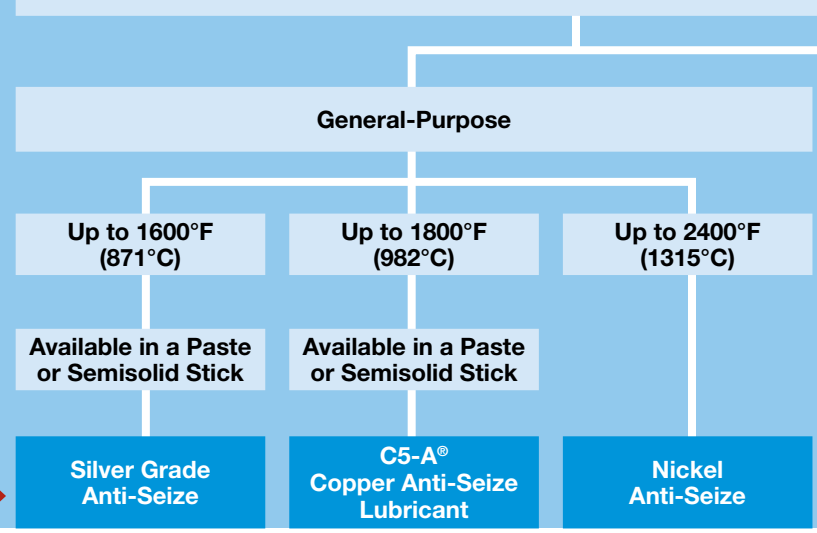 General-Purpose
Up to 1600°F
(871°C)
Up to 1800°F
(982°C)
Up to 2400°F
(1315°C)
Available in a Paste
or Semisolid Stick
Available in a Paste
or Semisolid Stick
Silver Grade
Anti-Seize
C5-A®
Copper Anti-Seize
Lubricant
Nickel
Anti-Seize